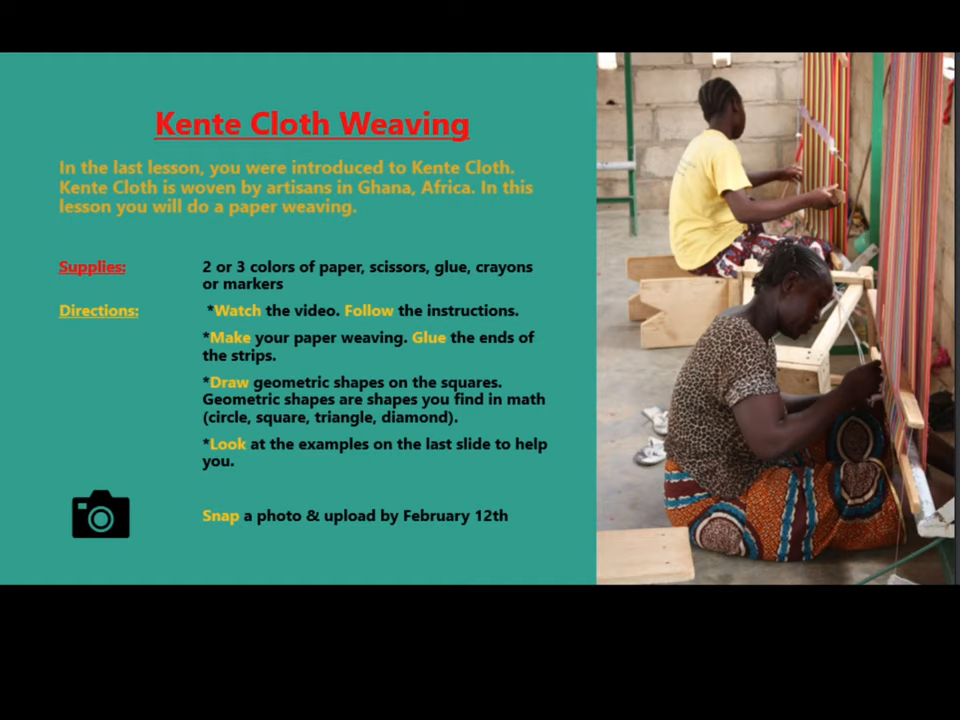 Kente Cloth Weaving
In the last lesson, you were introduced to Kente Cloth.
Kente Cloth is woven by artisans in Ghana, Africa. In this
lesson you will do a paper weaving.
Supplies: 2 or 3 colors of paper, scissors, glue, crayons
or markers
Directions: *Watch the video. Follow the instructions.
*Make your paper weaving. Glue the ends of
the strips.
*Draw geometric shapes on the squares.
Geometric shapes are shapes you find in math
(circle, square, triangle, diamond).
*Look at the examples on the last slide to help
you.
Snap a photo & upload by February 12th